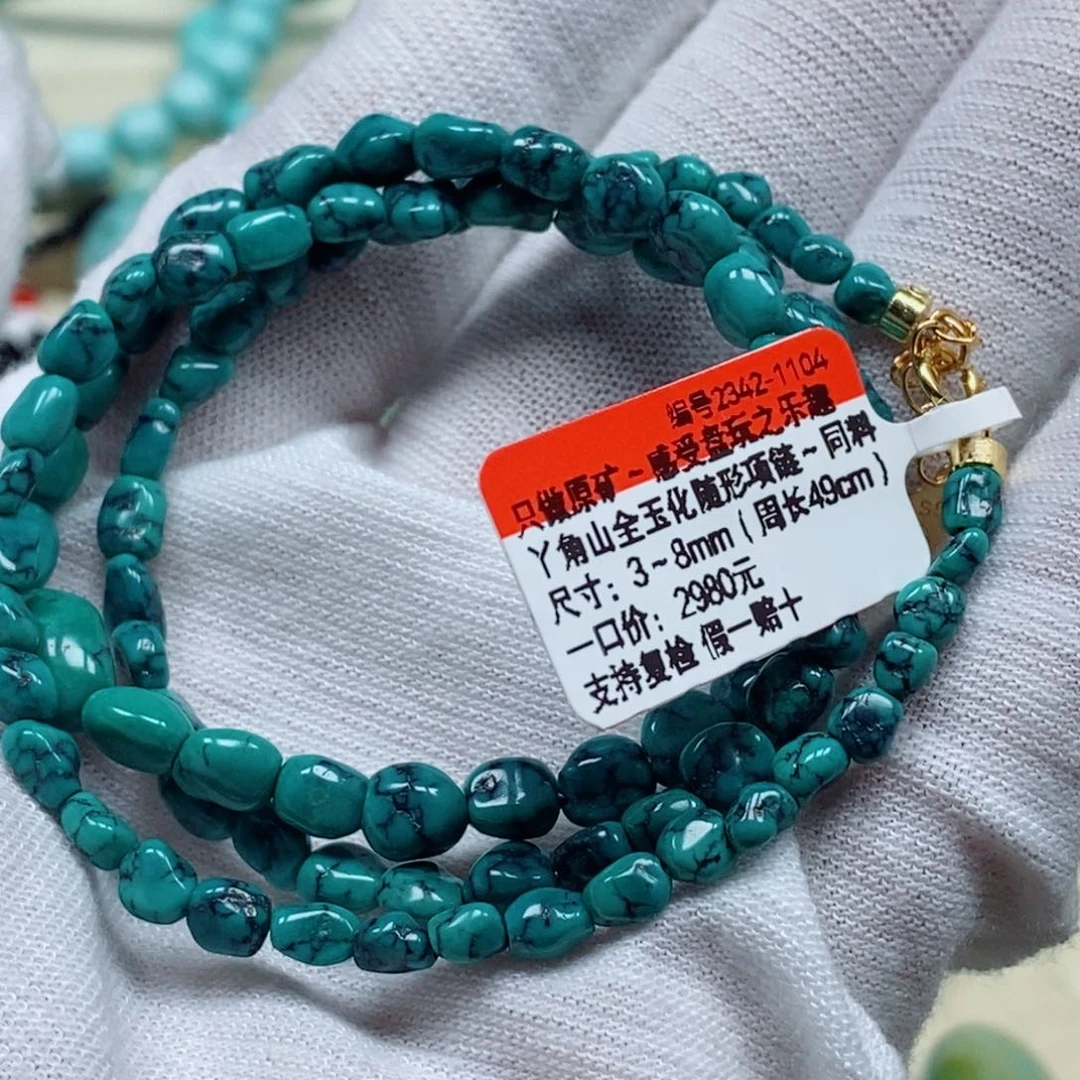 编号2342-1104
只做原矿~感受盘玩之乐趣
丫角山全玉化随形项链~同料
尺寸：3~8mm（周长49cm）
一口价：2980元
支持复检 假一赔十